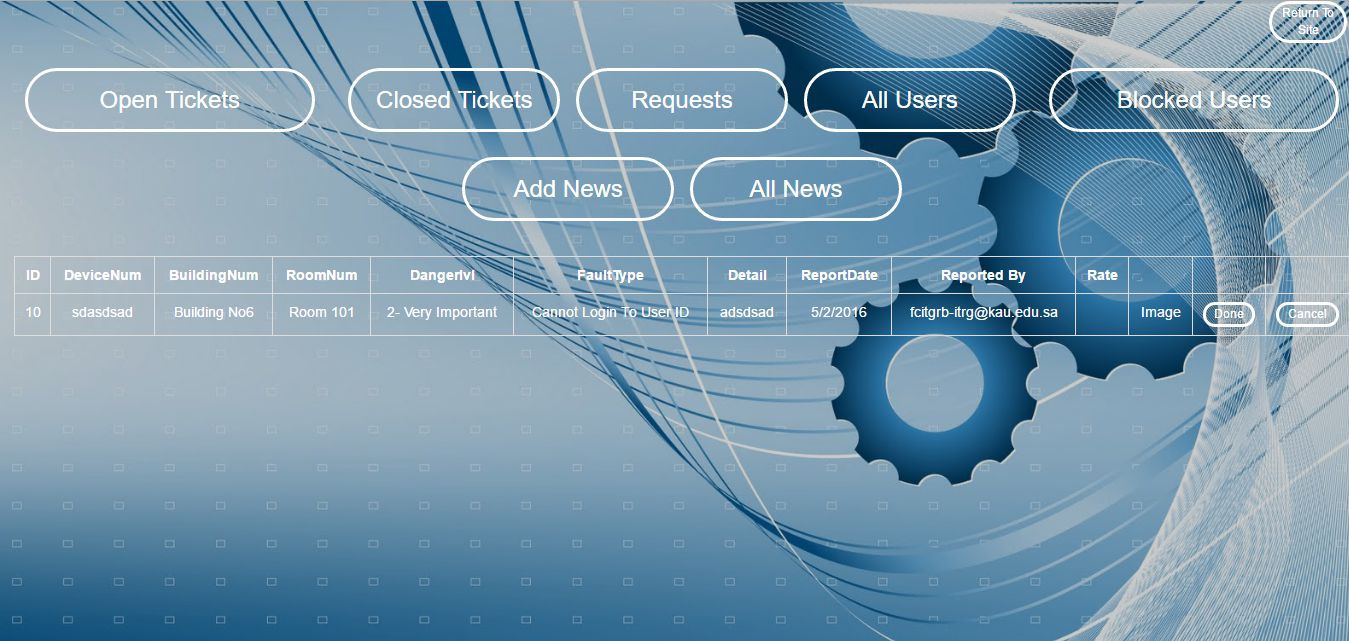 Return To
Site
Open Tickets Closed Tickets Requests All Users Blocked Users
Add News All News
ID DeviceNum BuildingNum RoomNum Dangerlvl FaultType Detail ReportDate Reported By Rate
10 sdasdsad Building No6 Room 101 2- Very Important Cannot Login To User ID adsdsad 5/2/2016 fcitgrb-itrg@kau.edu.sa Image Done Cancel